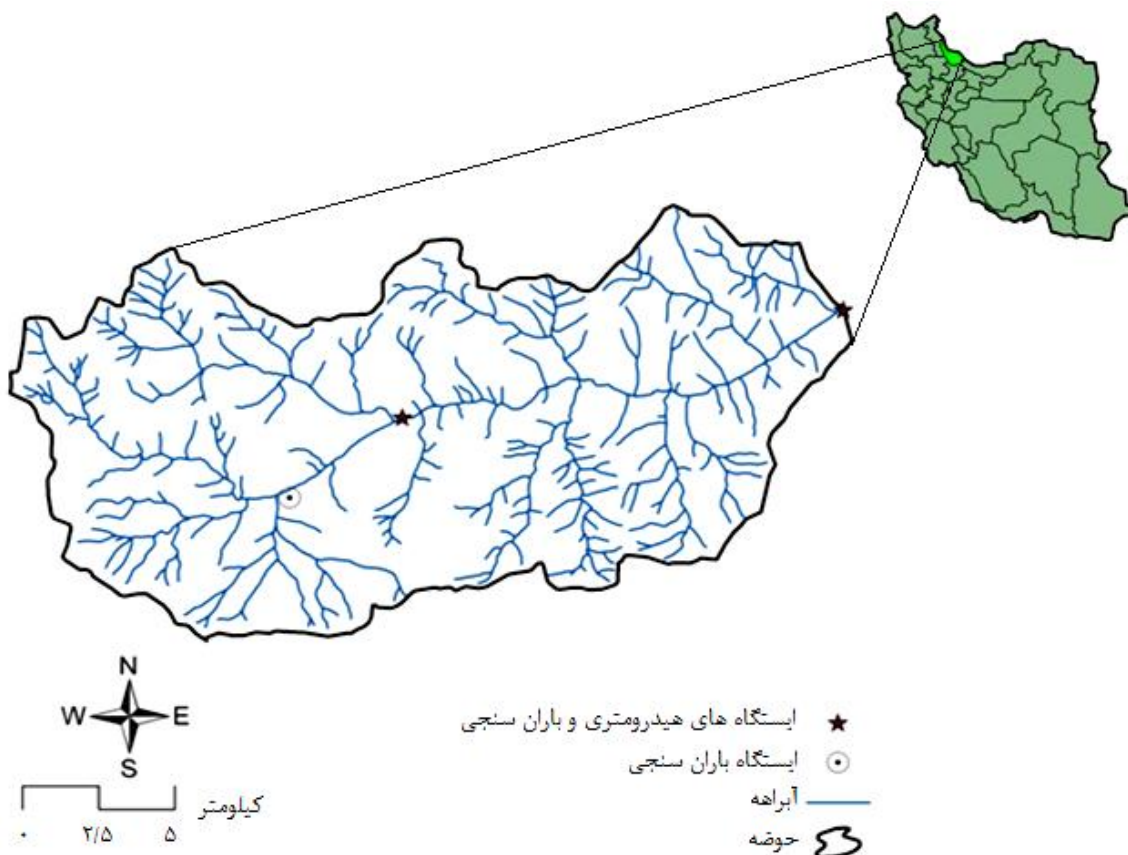 N
W E
S
کیلومتر
۰ ۲/۵ ۵
ایستگاه های هیدرومتری و باران سنجی
ایستگاه باران سنجی
آبراهه
حوضه